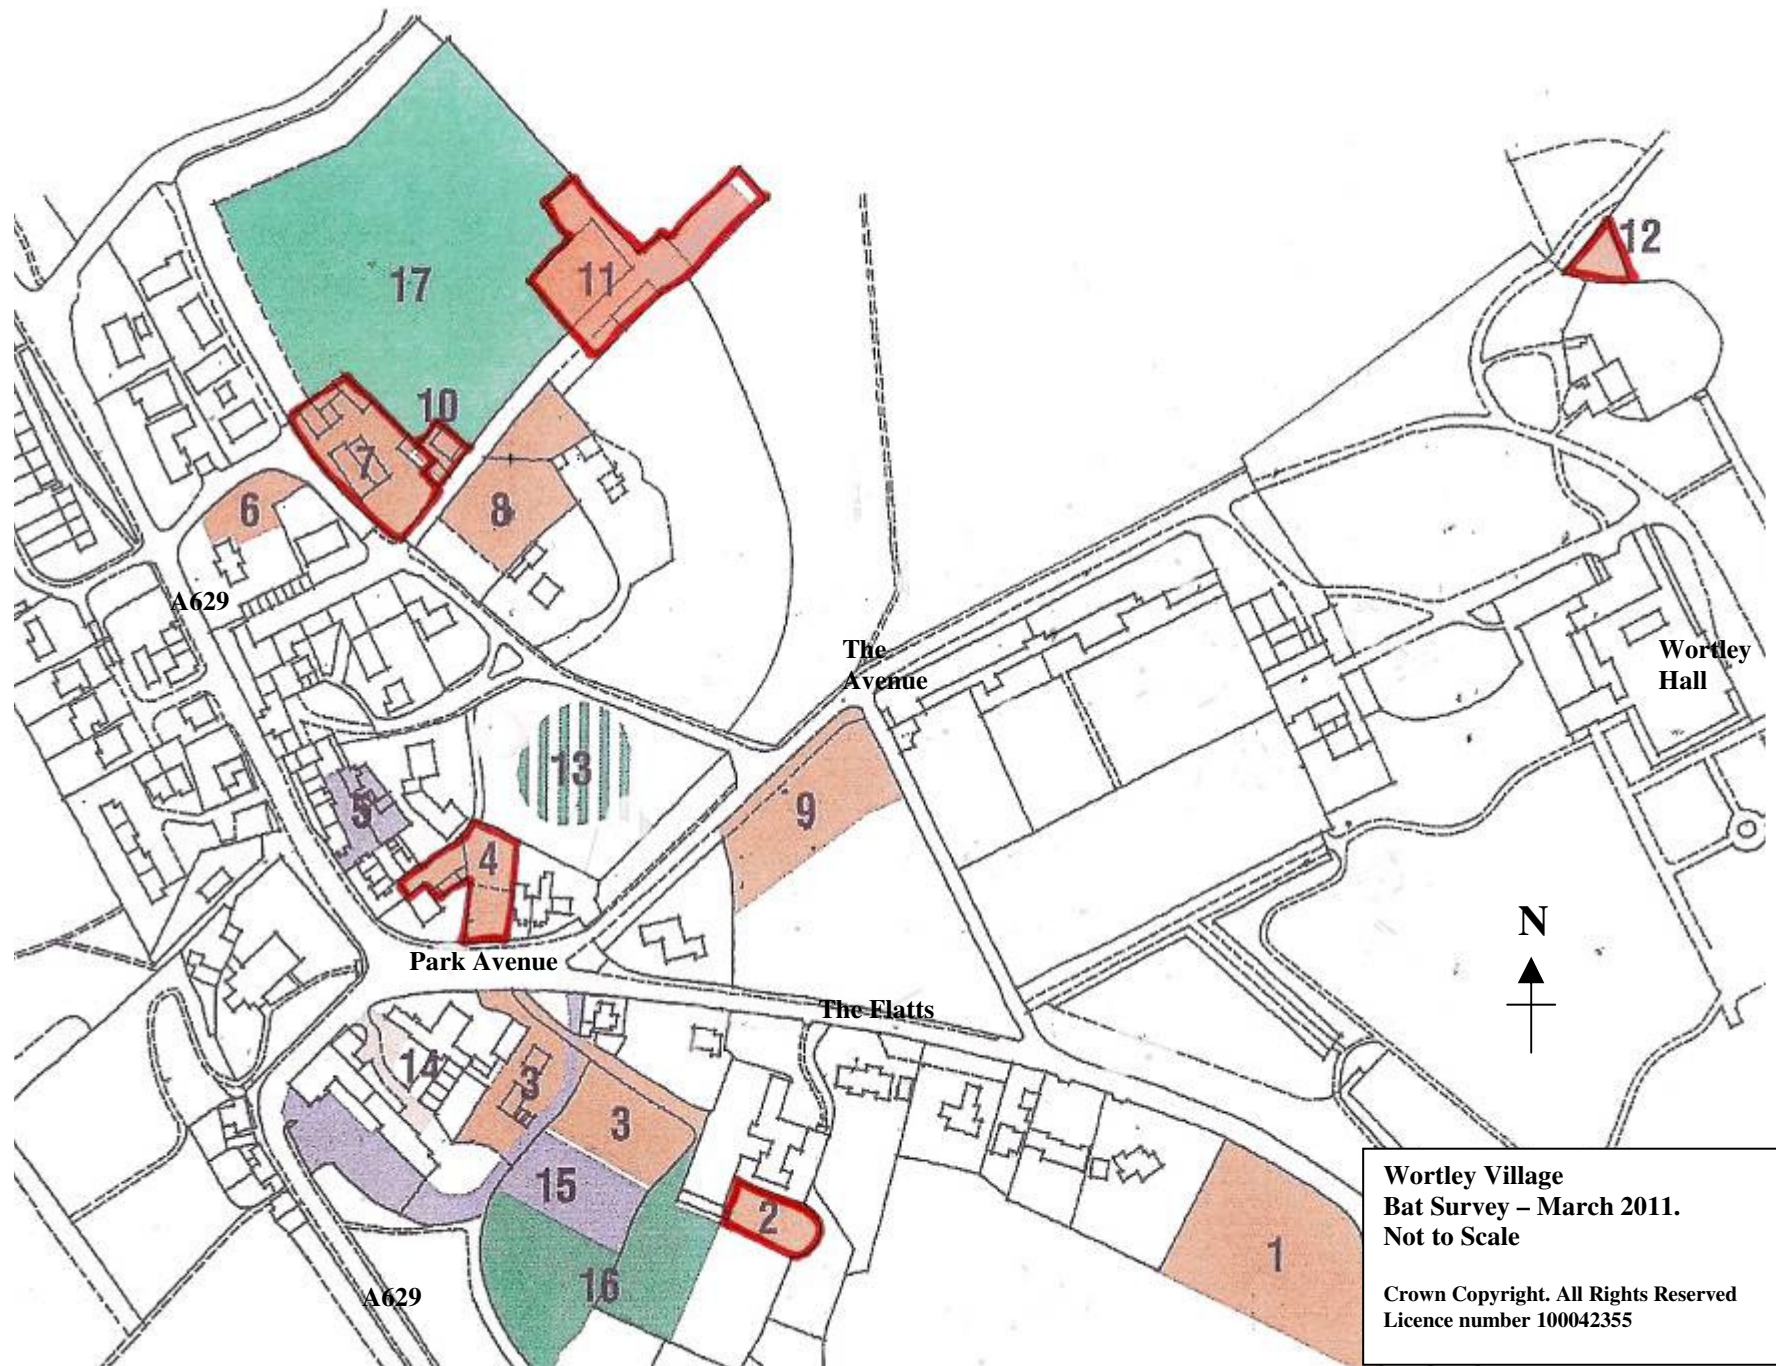 17
11
12
10
7
8
6
A629
The
Avenue
Wortley
Hall
13
5
9
4
N
Park Avenue
The Flatts
14
3
3
15
2
1
16
A629
Wortley Village
Bat Survey – March 2011.
Not to Scale
Crown Copyright. All Rights Reserved
Licence number 100042355